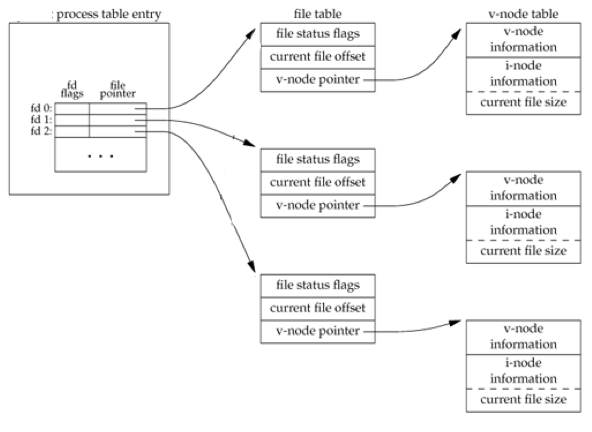 : process table entry
file table
v-node table
fd
flags
file
pointer
fd 0:
fd 1:
fd 2:
. . .
file status flags
current file offset
v-node pointer
v-node
information
i-node
information
current file size
file status flags
current file offset
v-node pointer
v-node
information
i-node
information
current file size
file status flags
current file offset
v-node pointer
v-node
information
i-node
information
current file size